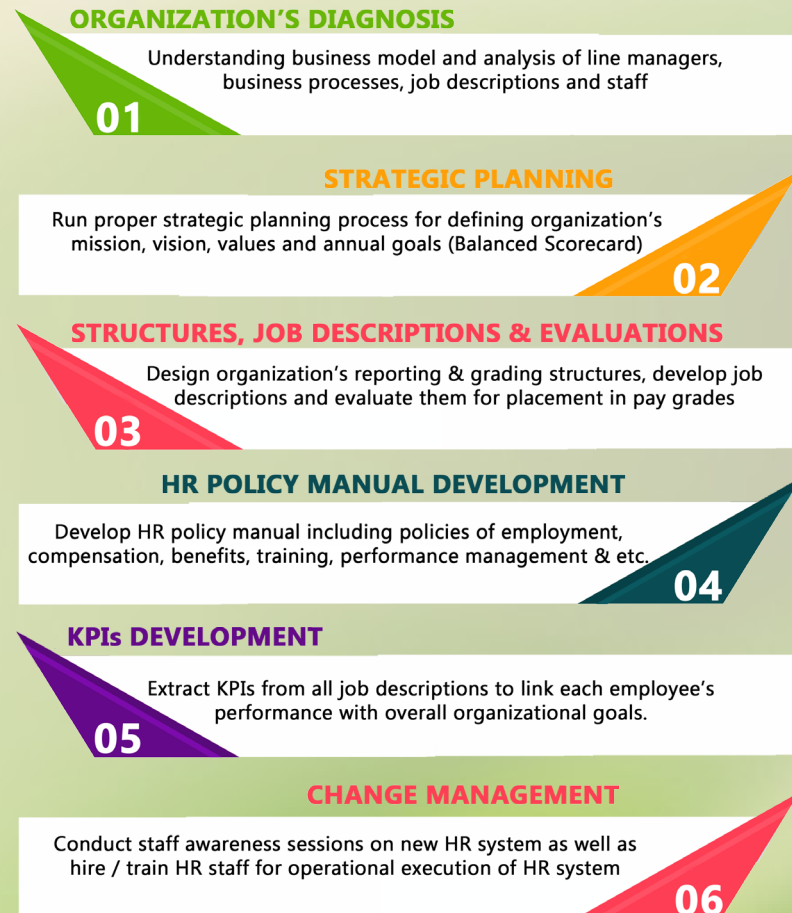 ORGANIZATION’S DIAGNOSIS
Understanding business model and analysis of line managers,
business processes, job descriptions and staff
01
STRATEGIC PLANNING
Run proper strategic planning process for defining organization’s
mission, vision, values and annual goals (Balanced Scorecard)
02
STRUCTURES, JOB DESCRIPTIONS & EVALUATIONS
Design organization’s reporting & grading structures, develop job
descriptions and evaluate them for placement in pay grades
03
HR POLICY MANUAL DEVELOPMENT
Develop HR policy manual including policies of employment,
compensation, benefits, training, performance management & etc.
04
KPIs DEVELOPMENT
Extract KPIs from all job descriptions to link each employee’s
performance with overall organizational goals.
05
CHANGE MANAGEMENT
Conduct staff awareness sessions on new HR system as well as
hire / train HR staff for operational execution of HR system
06